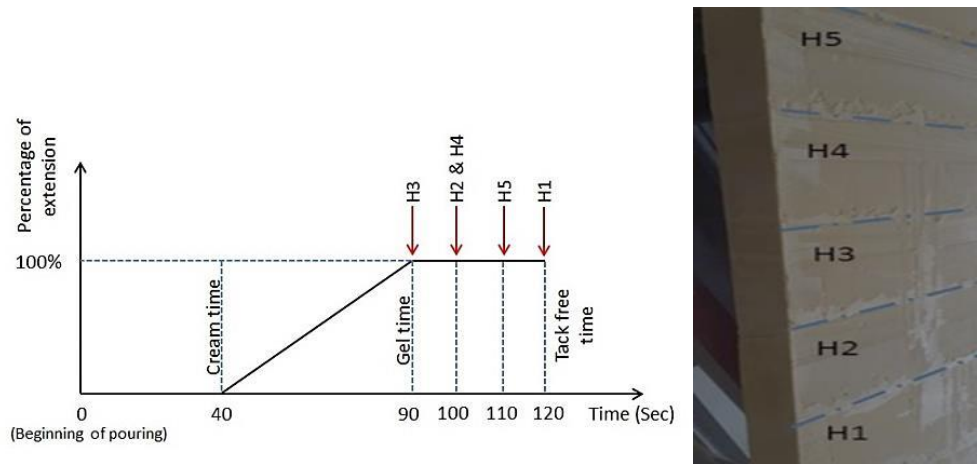 Percentage of
extension
100%
Cream time
Gel time
H3
H2 & H4
H5
H1
Tack free
time
0
40
90
100
110
120
Time (Sec)
(Beginning of pouring)
H5
H4
H3
H2
H1